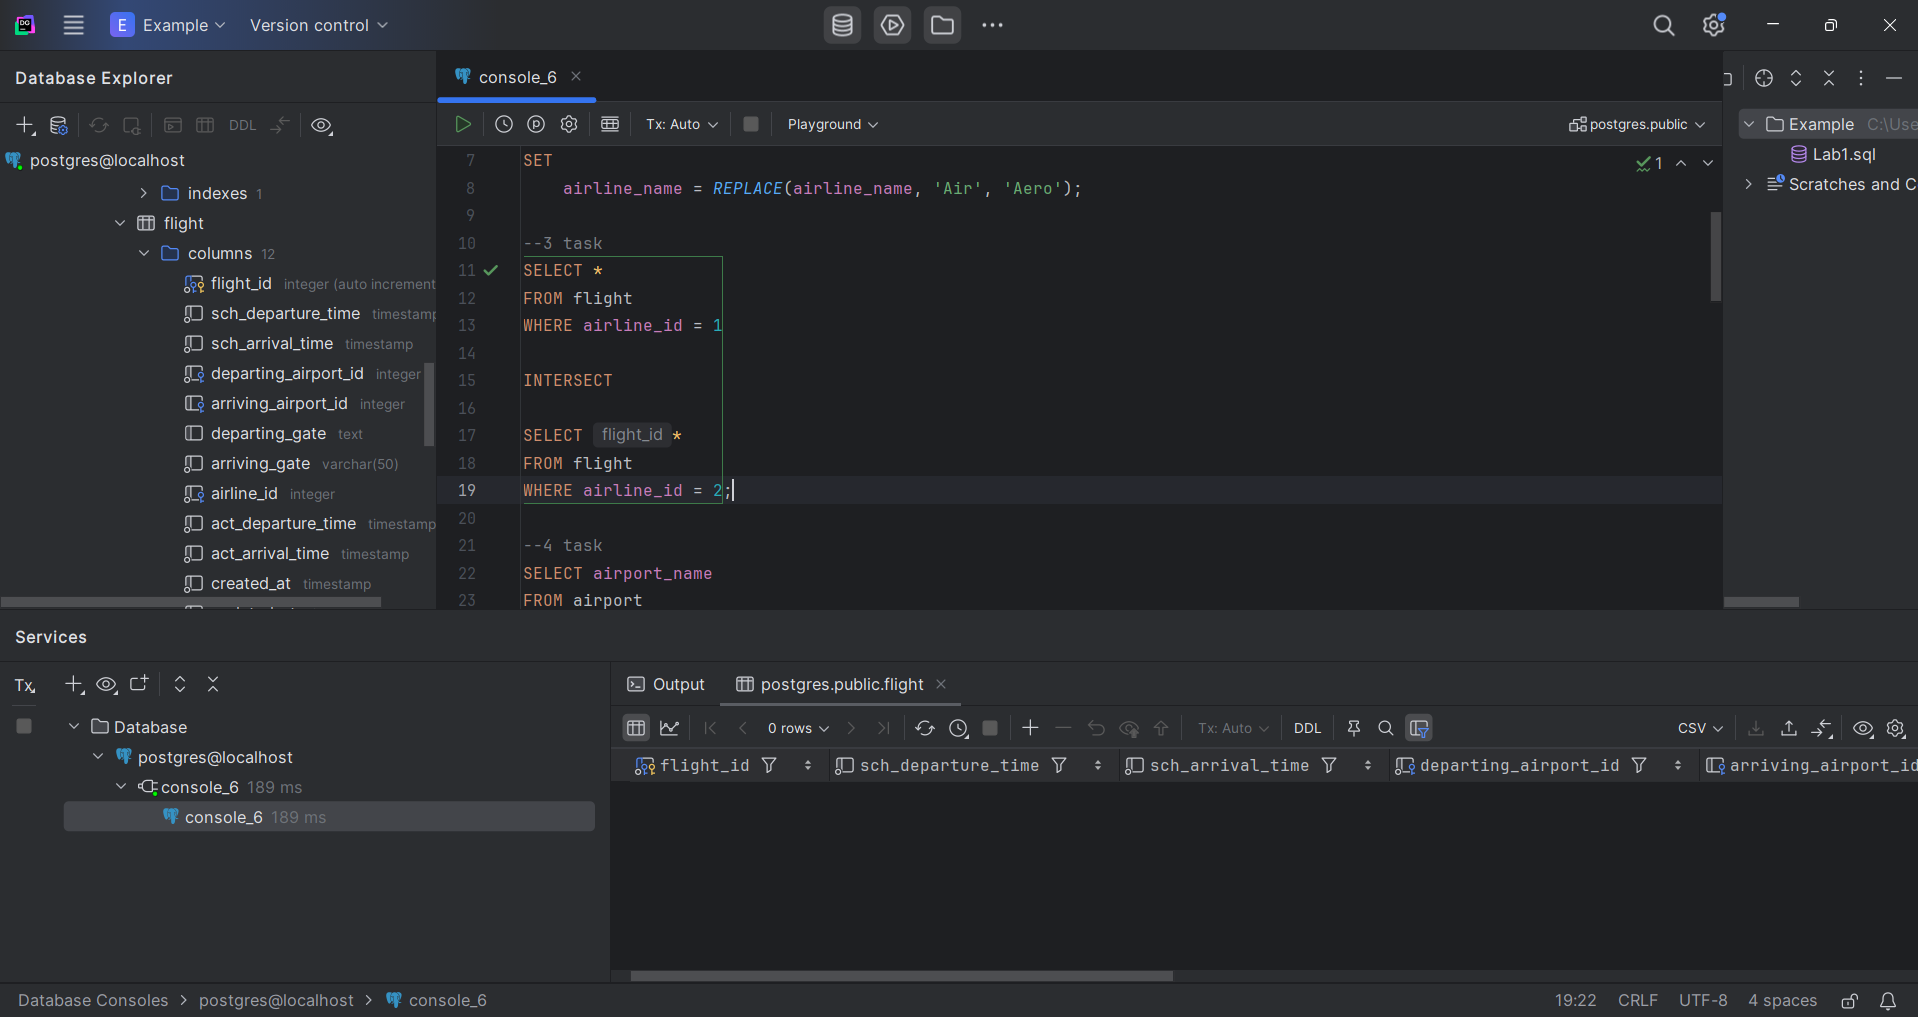 E Example Version control
Database Explorer
DDL
postgres@localhost
indexes 1
flight
columns 12
flight_id integer (auto increment
sch_departure_time timestamp
sch_arrival_time timestamp
departing_airport_id integer
arriving_airport_id integer
departing_gate text
arriving_gate varchar(50)
airline_id integer
act_departure_time timestamp
act_arrival_time timestamp
created_at timestamp
console_6
Tx: Auto Playground postgres.public
1
7 SET
8 airline_name = REPLACE(airline_name, 'Air', 'Aero');
9
10 --3 task
11 SELECT *
12 FROM flight
13 WHERE airline_id = 1
14
15 INTERSECT
16
17 SELECT flight_id *
18 FROM flight
19 WHERE airline_id = 2;
20
21 --4 task
22 SELECT airport_name
23 FROM airport
Example C:\Use
Lab1.sql
Scratches and C
Services
Tx
Database
postgres@localhost
console_6 189 ms
console_6 189 ms
Output postgres.public.flight
0 rows Tx: Auto DDL CSV
flight_id sch_departure_time sch_arrival_time departing_airport_id arriving_airport_id
Database Consoles > postgres@localhost > console_6
19:22 CRLF UTF-8 4 spaces